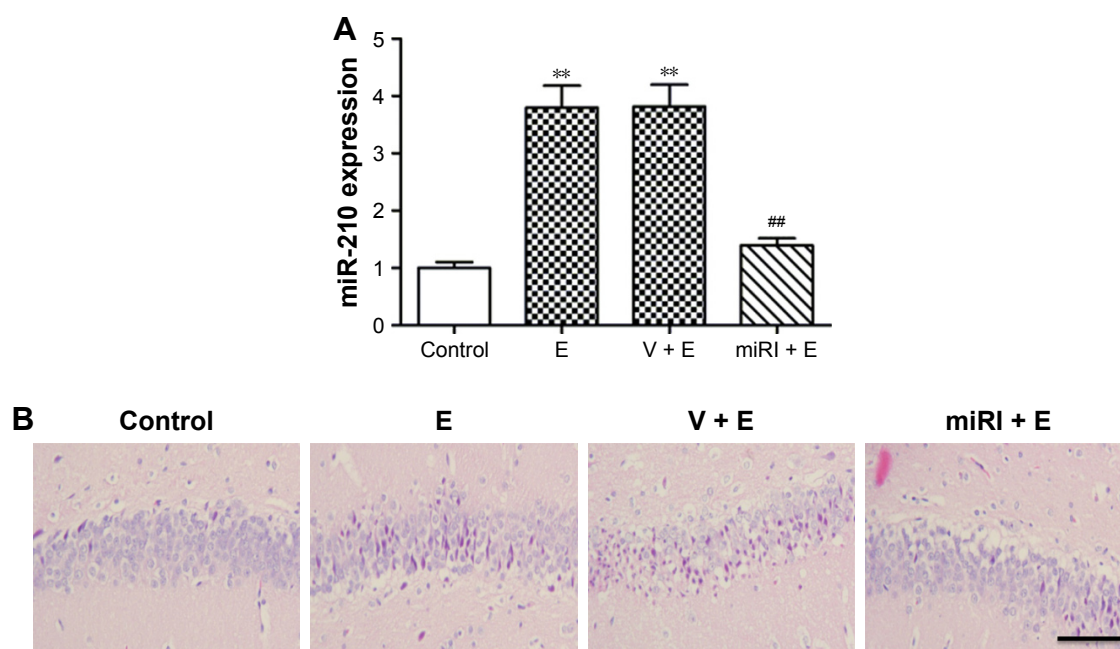 A
miR-210 expression
5
4
3
2
1
0
**
**
##
Control E V + E miRI + E
B
Control E V + E miRI + E